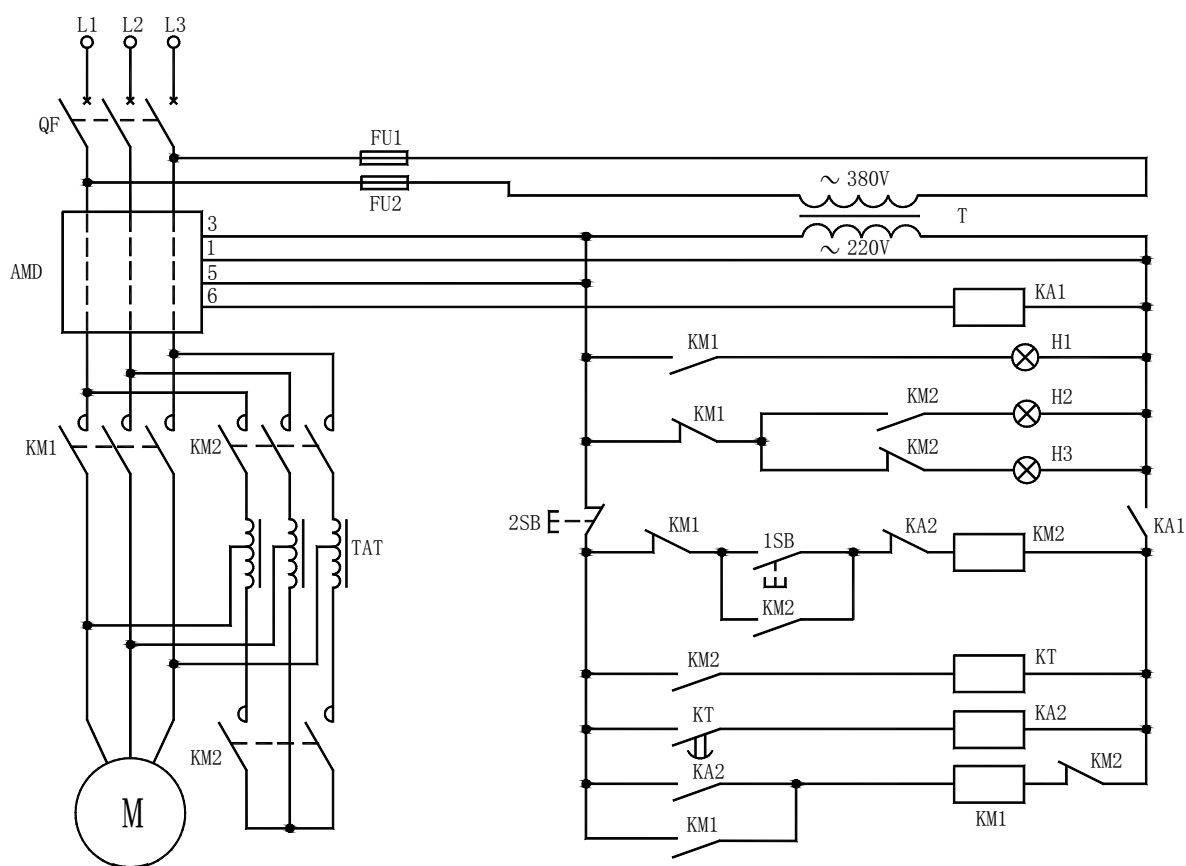 L1 L2 L3
QF
FU1
FU2
～380V
T
～220V
3
1
5
6
AMD
KA1
KM1
H1
KM2
H2
KM1
KM2
H3
KM1
KM2
2SB
KM1
1SB
KA2
KM2
KA1
TAT
KM2
KM2
KT
KT
KA2
KM2
KA2
KM2
M
KM1
KM1